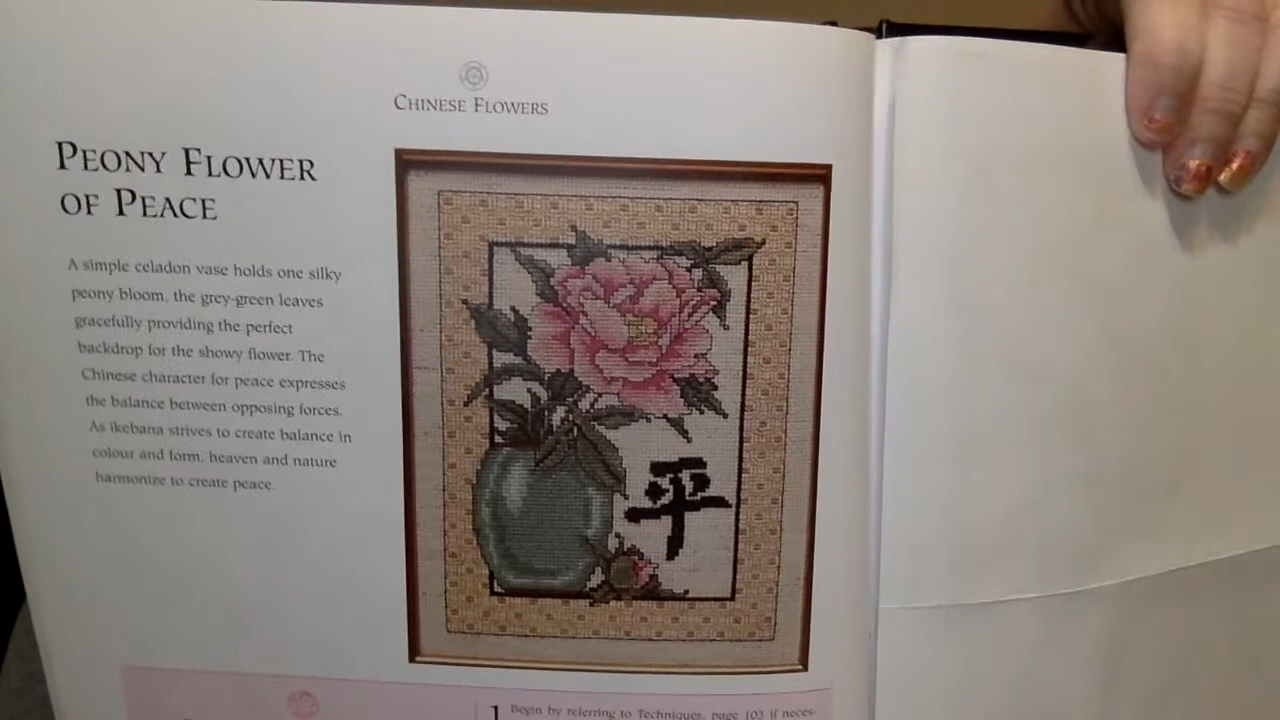 CHINESE FLOWERS
PEONY FLOWER
OF PEACE
A simple celadon vase holds one silky
peony bloom, the grey-green leaves
gracefully providing the perfect
backdrop for the showy flower. The
Chinese character for peace expresses
the balance between opposing forces.
As ikebana strives to create balance in
colour and form, heaven and nature
harmonize to create peace.
平
1 Begin by referring to Techniques, page 103 if neces-